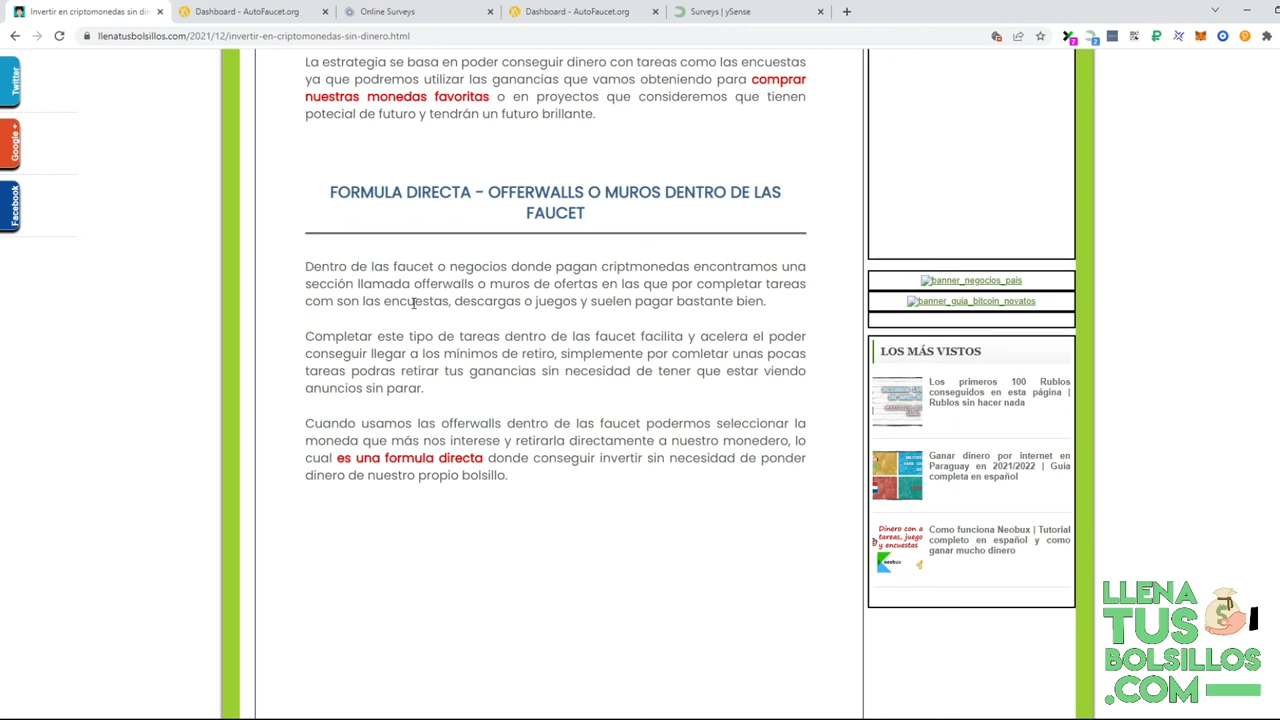 Invertir en criptomonedas sin din
Dashboard - AutoFaucet.org
Online Surveys
Dashboard - AutoFaucet.org
Surveys | ySense
llenatusbolsillos.com/2021/12/invertir-en-criptomonedas-sin-dinero.html
7
2
Twitter
Google +
Facebook
La estrategia se basa en poder conseguir dinero con tareas como las encuestas
ya que podremos utilizar las ganancias que vamos obteniendo para comprar
nuestras monedas favoritas o en proyectos que consideremos que tienen
potecial de futuro y tendrán un futuro brillante.
FORMULA DIRECTA - OFFERWALLS O MUROS DENTRO DE LAS
FAUCET
Dentro de las faucet o negocios donde pagan criptmonedas encontramos una
sección llamada offerwalls o muros de ofertas en las que por completar tareas
com son las encuestas, descargas o juegos y suelen pagar bastante bien.
Completar este tipo de tareas dentro de las faucet facilita y acelera el poder
conseguir llegar a los mínimos de retiro, simplemente por comletar unas pocas
tareas podras retirar tus ganancias sin necesidad de tener que estar viendo
anuncios sin parar.
Cuando usamos las offerwalls dentro de las faucet podermos seleccionar la
moneda que más nos interese y retirarla directamente a nuestro monedero, lo
cual es una formula directa donde conseguir invertir sin necesidad de ponder
dinero de nuestro propio bolsillo.
banner_negocios_pais
banner_guia_bitcoin_novatos
LOS MÁS VISTOS
Los primeros 100 Rublos
conseguidos en esta página |
Rublos sin hacer nada
Ganar dinero por internet en
Paraguay en 2021/2022 | Guía
completa en español
Dinero con a
tareas, juego
y encuestas
neobux
Como funciona Neobux | Tutorial
completo en español y como
ganar mucho dinero
LLENA
TUS
BOLSILLOS
.COM